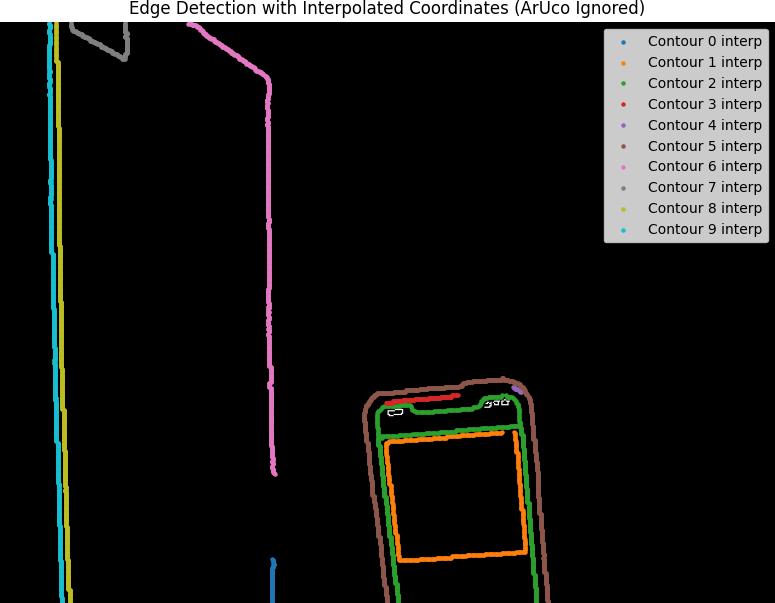 Edge Detection with Interpolated Coordinates (ArUco Ignored)
Contour 0 interp
Contour 1 interp
Contour 2 interp
Contour 3 interp
Contour 4 interp
Contour 5 interp
Contour 6 interp
Contour 7 interp
Contour 8 interp
Contour 9 interp